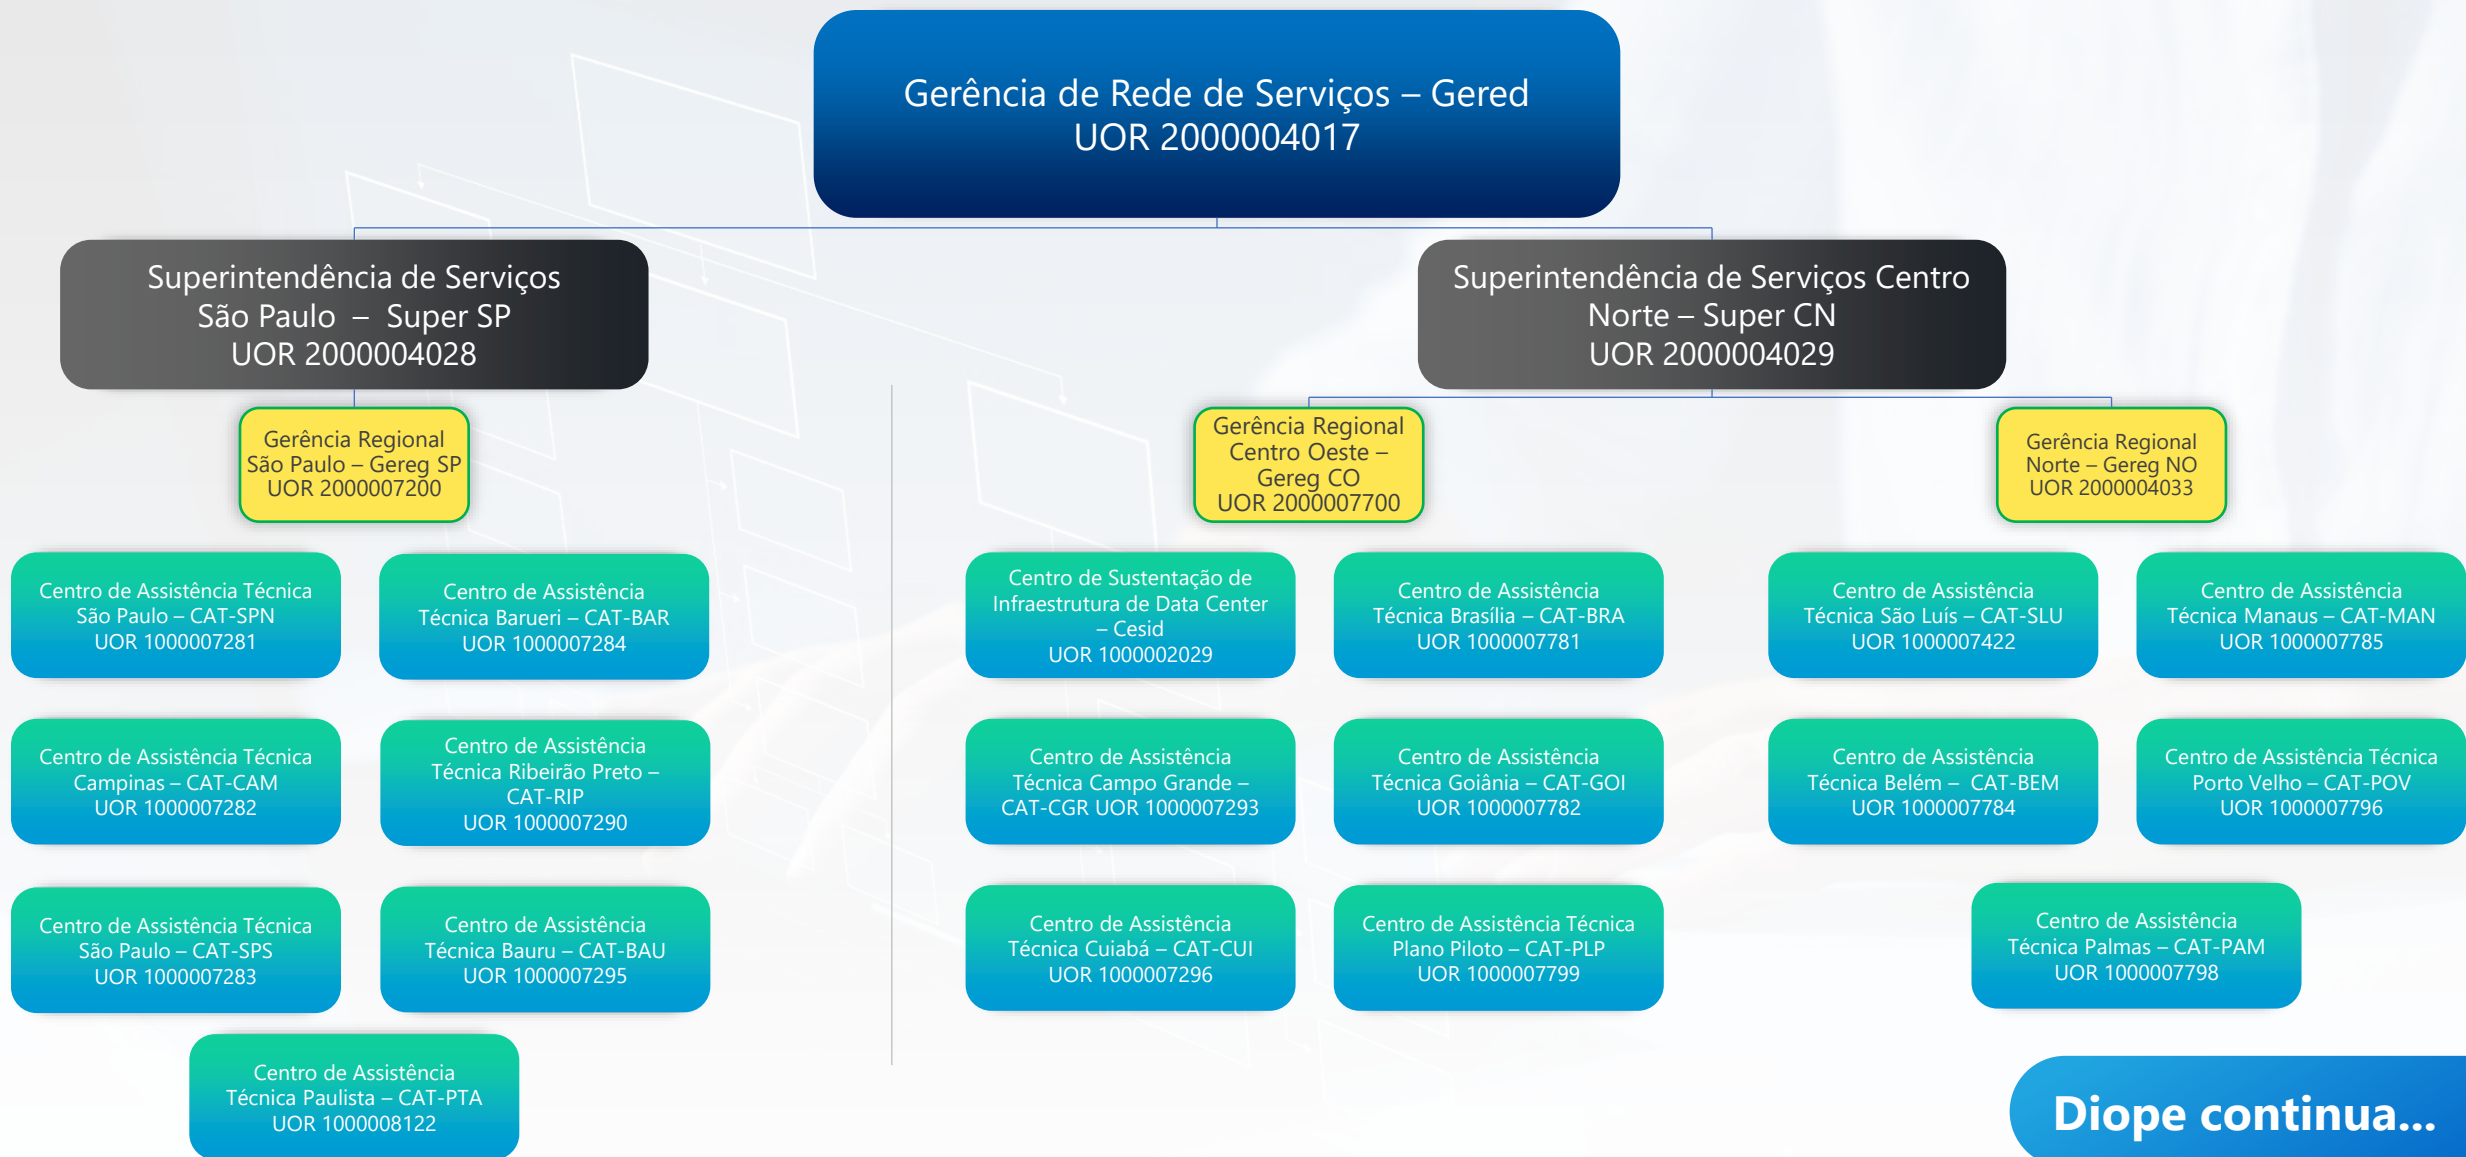 Gerência de Rede de Serviços – Gered
UOR 2000004017
Superintendência de Serviços
São Paulo – Super SP
UOR 2000004028
Superintendência de Serviços Centro
Norte – Super CN
UOR 2000004029
Gerência Regional
São Paulo – Gereg SP
UOR 2000007200
Gerência Regional
Centro Oeste –
Gereg CO
UOR 2000007700
Gerência Regional
Norte – Gereg NO
UOR 2000004033
Centro de Assistência Técnica
São Paulo – CAT-SPN
UOR 1000007281
Centro de Assistência
Técnica Barueri – CAT-BAR
UOR 1000007284
Centro de Sustentação de
Infraestrutura de Data Center
– Cesid
UOR 1000002029
Centro de Assistência
Técnica Brasília – CAT-BRA
UOR 1000007781
Centro de Assistência
Técnica São Luís – CAT-SLU
UOR 1000007422
Centro de Assistência
Técnica Manaus – CAT-MAN
UOR 1000007785
Centro de Assistência Técnica
Campinas – CAT-CAM
UOR 1000007282
Centro de Assistência
Técnica Ribeirão Preto –
CAT-RIP
UOR 1000007290
Centro de Assistência
Técnica Campo Grande –
CAT-CGR UOR 1000007293
Centro de Assistência
Técnica Goiânia – CAT-GOI
UOR 1000007782
Centro de Assistência
Técnica Belém – CAT-BEM
UOR 1000007784
Centro de Assistência Técnica
Porto Velho – CAT-POV
UOR 1000007796
Centro de Assistência Técnica
São Paulo – CAT-SPS
UOR 1000007283
Centro de Assistência
Técnica Bauru – CAT-BAU
UOR 1000007295
Centro de Assistência
Técnica Cuiabá – CAT-CUI
UOR 1000007296
Centro de Assistência Técnica
Plano Piloto – CAT-PLP
UOR 1000007799
Centro de Assistência
Técnica Palmas – CAT-PAM
UOR 1000007798
Centro de Assistência
Técnica Paulista – CAT-PTA
UOR 1000008122
Diope continua...